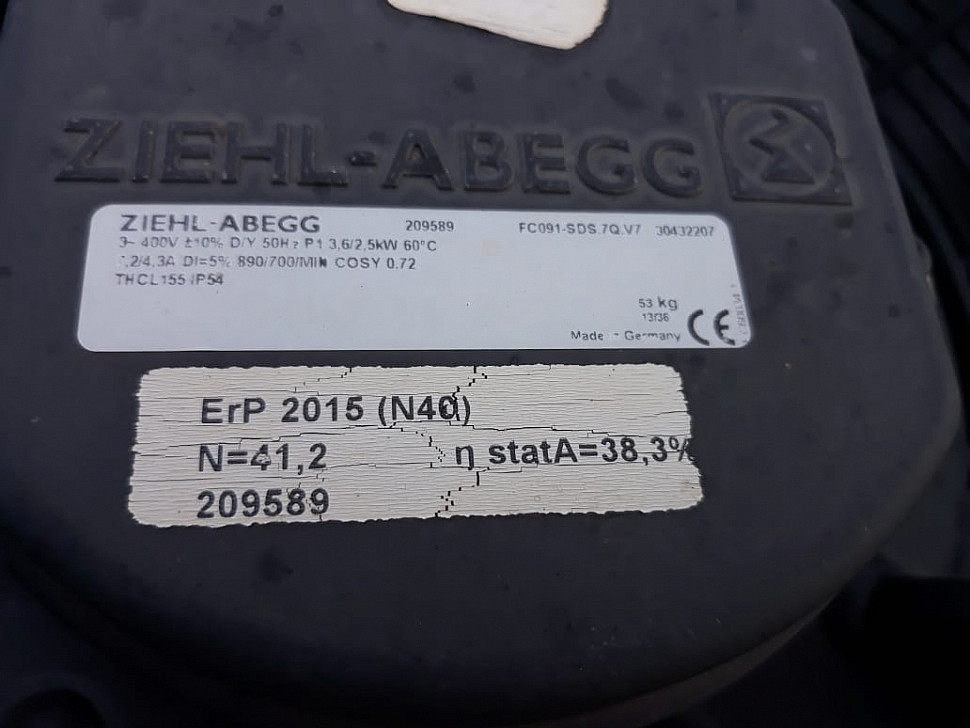 ZIEHL-ABEGG
ZIEHL-ABEGG 209589 FC091-SDS.7Q.V7 30432207
3~ 400V ±10% D/Y 50Hz P1 3,6/2,5kW 60°C
,2/4,3A DI=5% 890/700/MIN COSY 0.72
THCL155 IP54
53 kg
13/36
Made Germany CE
ErP 2015 (N40)
N=41,2 η statA=38,3%
209589